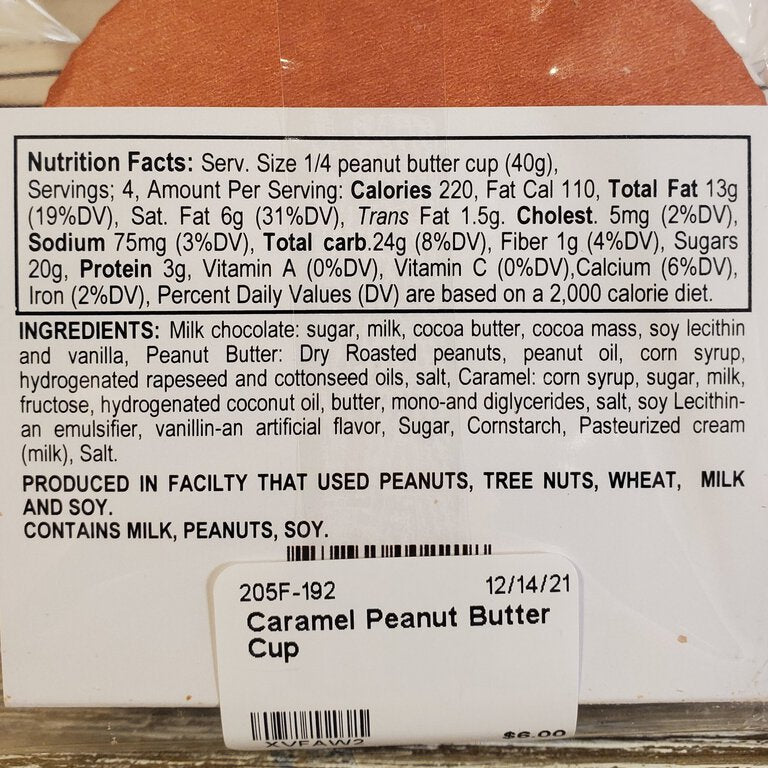 Nutrition Facts: Serv. Size 1/4 peanut butter cup (40g),
Servings; 4, Amount Per Serving: Calories 220, Fat Cal 110, Total Fat 13g
(19%DV), Sat. Fat 6g (31%DV), Trans Fat 1.5g. Cholest. 5mg (2%DV),
Sodium 75mg (3%DV), Total carb.24g (8%DV), Fiber 1g (4%DV), Sugars
20g, Protein 3g, Vitamin A (0%DV), Vitamin C (0%DV),Calcium (6%DV),
Iron (2%DV), Percent Daily Values (DV) are based on a 2,000 calorie diet.
INGREDIENTS: Milk chocolate: sugar, milk, cocoa butter, cocoa mass, soy lecithin
and vanilla, Peanut Butter: Dry Roasted peanuts, peanut oil, corn syrup,
hydrogenated rapeseed and cottonseed oils, salt, Caramel: corn syrup, sugar, milk,
fructose, hydrogenated coconut oil, butter, mono-and diglycerides, salt, soy Lecithin-
an emulsifier, vanillin-an artificial flavor, Sugar, Cornstarch, Pasteurized cream
(milk), Salt.
PRODUCED IN FACILTY THAT USED PEANUTS, TREE NUTS, WHEAT, MILK
AND SOY.
CONTAINS MILK, PEANUTS, SOY.
205F-192 12/14/21
Caramel Peanut Butter
Cup
XVFAW2 $6.00